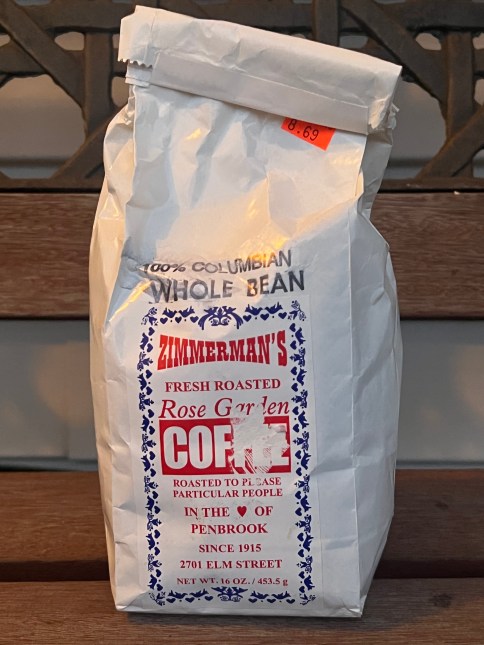 8.69
100% COLUMBIAN
WHOLE BEAN
ZIMMERMAN'S
FRESH ROASTED
Rose Garden
COFFEE
ROASTED TO PLEASE
PARTICULAR PEOPLE
IN THE ♥ OF
PENBROOK
SINCE 1915
2701 ELM STREET
NET WT. 16 OZ. / 453.5 g